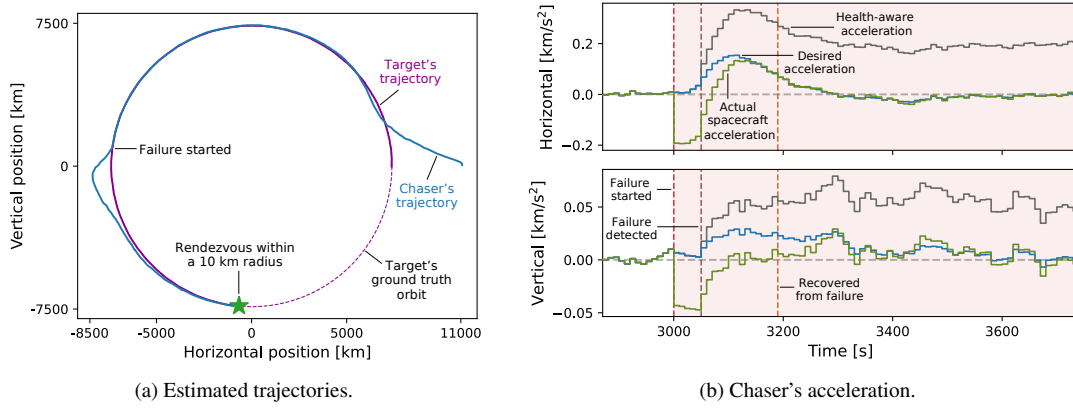 7500
0
-7500
-8500
-5000
0
5000
11000
Vertical position [km]
Horizontal position [km]
Target's
trajectory
Failure started
Chaser's
trajectory
Rendezvous within
a 10 km radius
Target's
ground truth
orbit
(a) Estimated trajectories.
Horizontal [km/s²]
0.2
0.0
−0.2
Health-aware
acceleration
Desired
acceleration
Actual
spacecraft
acceleration
Vertical [km/s²]
0.05
0.00
−0.05
Failure
started
Failure
detected
Recovered
from failure
3000
3200
3400
3600
Time [s]
(b) Chaser's acceleration.